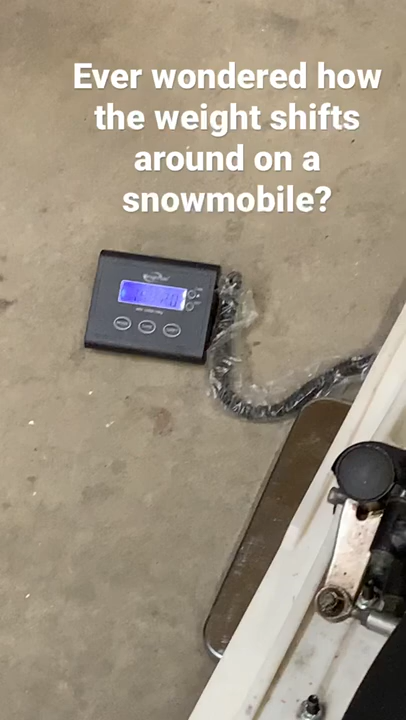 Ever wondered how
the weight shifts
around on a
snowmobile?